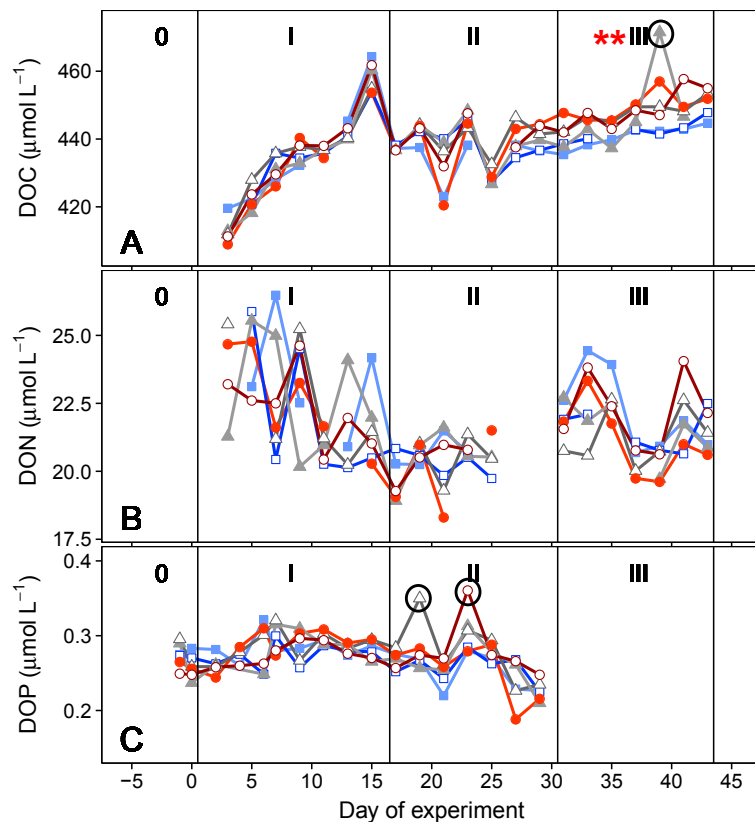 0 I II ** III
460
440
420
DOC (μmol L⁻¹)
A
0 I II III
25.0
22.5
20.0
17.5
DON (μmol L⁻¹)
B
0 I II III
0.4
0.3
0.2
DOP (μmol L⁻¹)
C
−5 0 5 10 15 20 25 30 35 40 45
Day of experiment